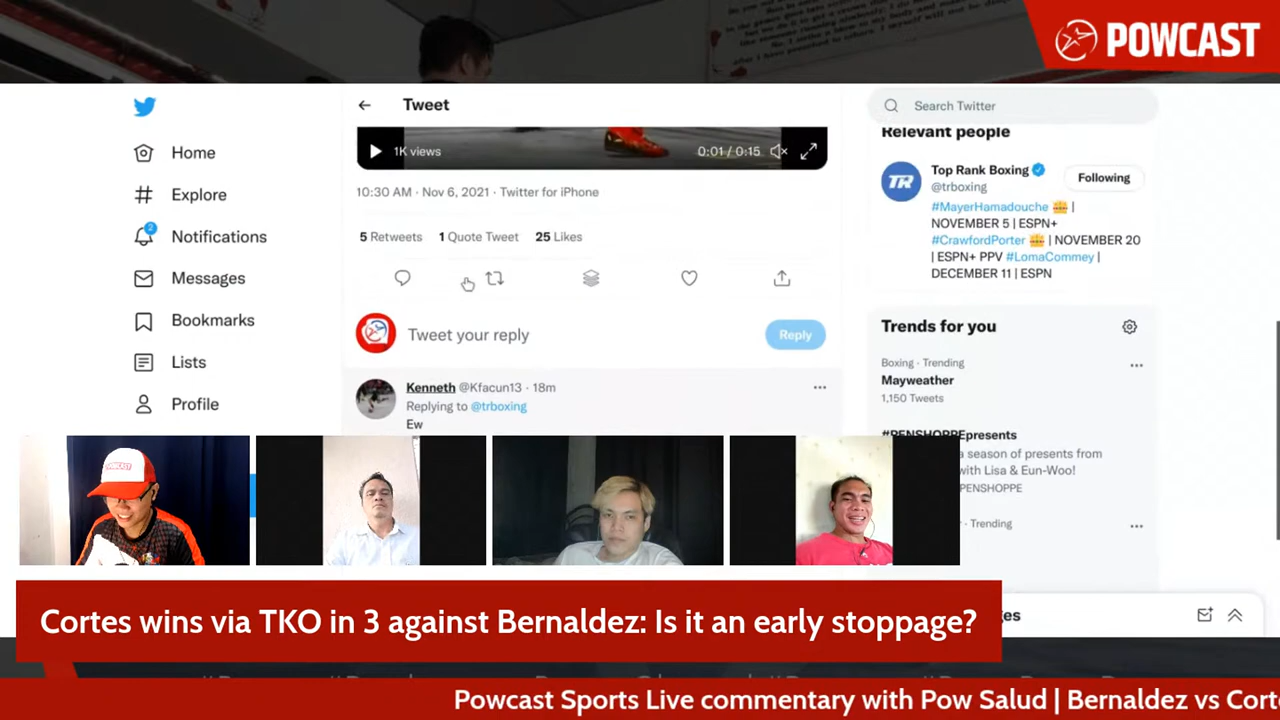 POWCAST
Tweet
Search Twitter
Home
Explore
Notifications
2
Messages
Bookmarks
Lists
Profile
1K views
0:01 / 0:15
10:30 AM · Nov 6, 2021 · Twitter for iPhone
5 Retweets 1 Quote Tweet 25 Likes
Tweet your reply
Reply
Kenneth @Kfacun13 · 18m
Replying to @trboxing
Ew
Relevant people
TR
Top Rank Boxing
@trboxing
Following
#MayerHamadouche |
NOVEMBER 5 | ESPN+
#CrawfordPorter | NOVEMBER 20
| ESPN+ PPV #LomaCommey |
DECEMBER 11 | ESPN
Trends for you
Boxing · Trending
Mayweather
1,150 Tweets
#PENSHOPPEpresents
a season of presents from
with Lisa & Eun-Woo!
PENSHOPPE
· Trending
ges
POWCAST
Cortes wins via TKO in 3 against Bernaldez: Is it an early stoppage?
Powcast Sports Live commentary with Pow Salud | Bernaldez vs Cort